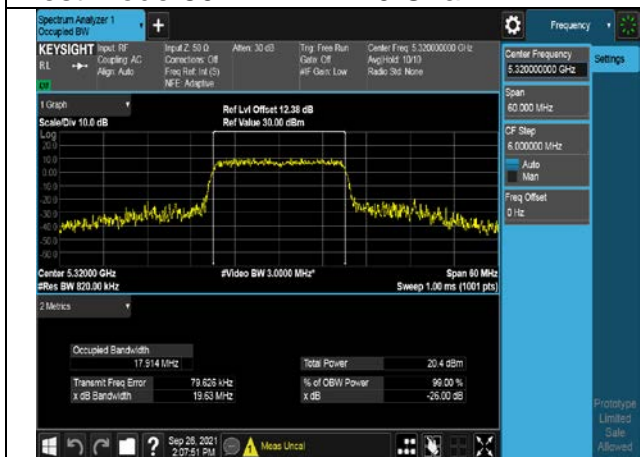 Spectrum Analyzer 1
Occupied BW
+
Frequency
KEYSIGHT Input: RF Input Z: 50 Ω Atten: 30 dB Trig: Free Run Center Freq: 5.320000000 GHz
RL Coupling: AC Corrections: Off Gate: Off Avg|Hold: 10/10
Align: Auto Freq Ref: Int (S) #IF Gain: Low Radio Std: None
NFE: Adaptive
Center Frequency
5.320000000 GHz
Settings
Span
60.000 MHz
CF Step
6.000000 MHz
Auto
Man
Freq Offset
0 Hz
1 Graph
Ref Lvl Offset 12.38 dB
Scale/Div 10.0 dB Ref Value 30.00 dBm
Log
20.0
10.0
0.00
-10.0
-20.0
-30.0
-40.0
-50.0
-60.0
Center 5.32000 GHz #Video BW 3.0000 MHz* Span 60 MHz
#Res BW 820.00 kHz Sweep 1.00 ms (1001 pts)
2 Metrics
Occupied Bandwidth
17.914 MHz Total Power 20.4 dBm
Transmit Freq Error 79.626 kHz % of OBW Power 99.00 %
x dB Bandwidth 19.63 MHz x dB -26.00 dB
Prototype
Limited
Sale
Allowed
? Sep 28, 2021
2:07:51 PM
Meas Uncal